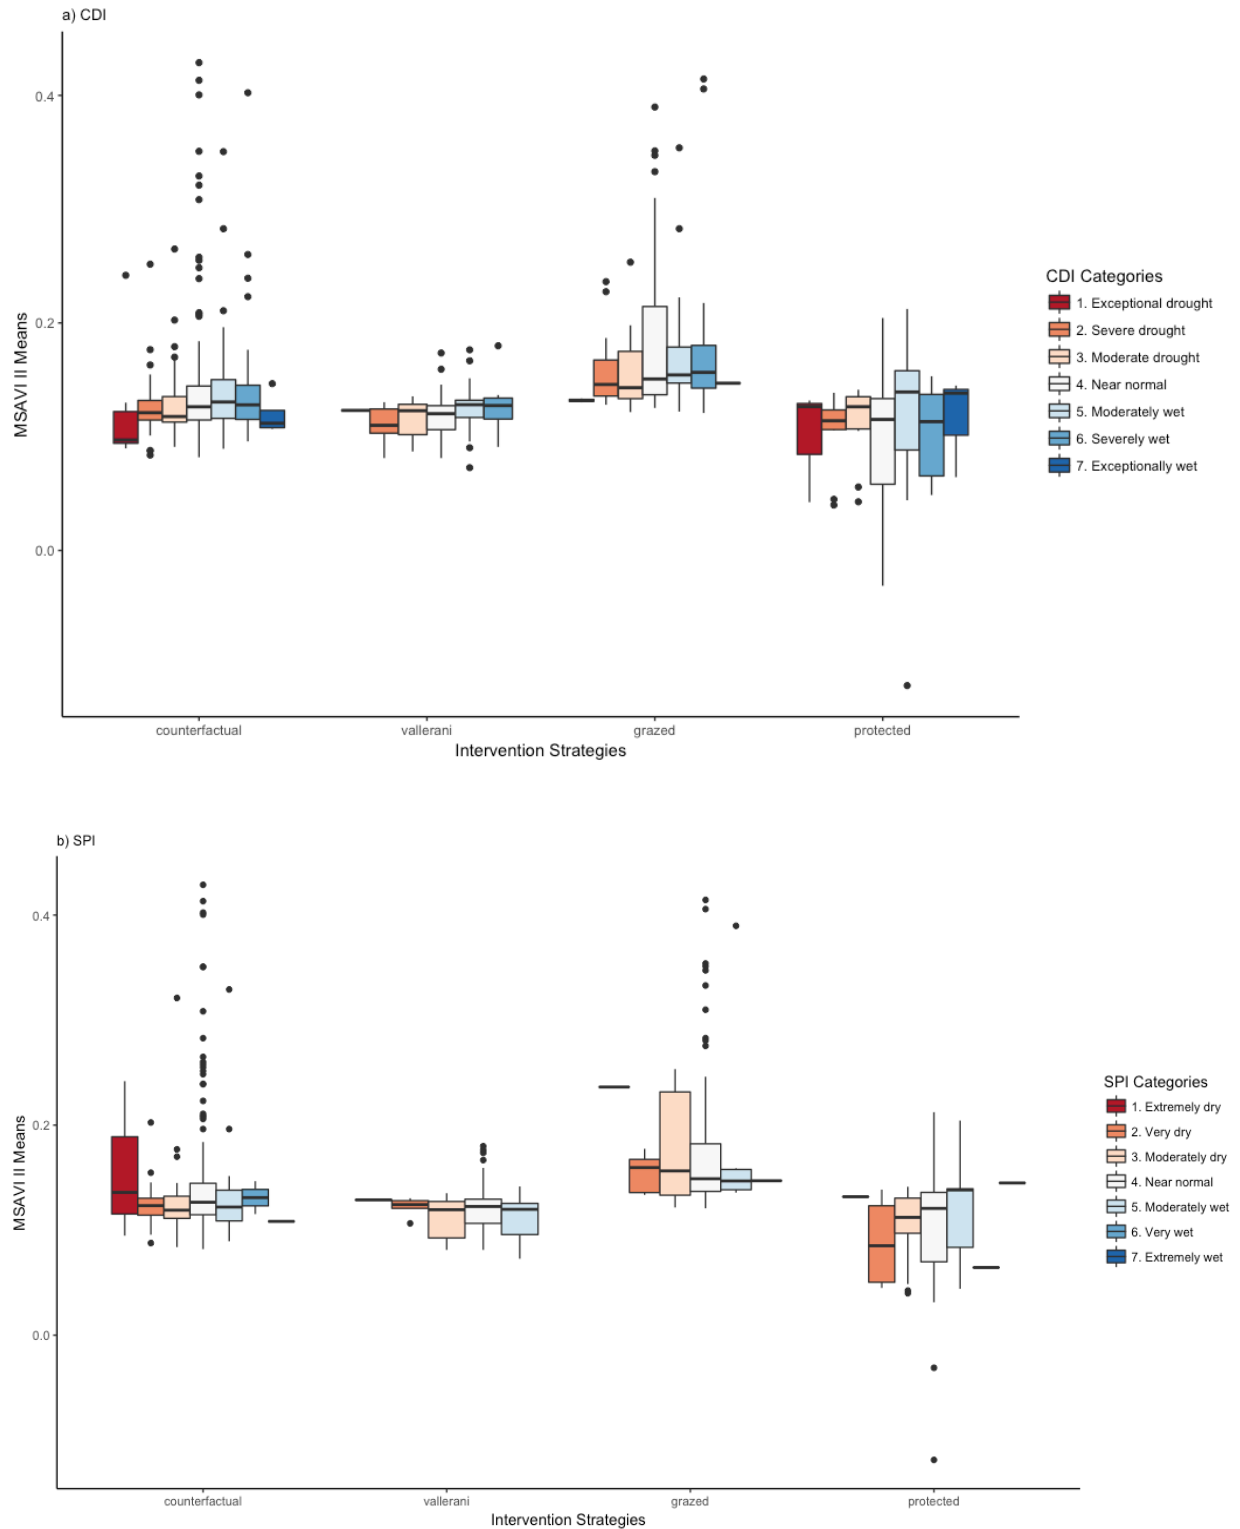 a) CDI
MSAVI II Means
0.4
0.2
0.0
counterfactual
vallerani
grazed
protected
Intervention Strategies
CDI Categories
1. Exceptional drought
2. Severe drought
3. Moderate drought
4. Near normal
5. Moderately wet
6. Severely wet
7. Exceptionally wet
b) SPI
MSAVI II Means
0.4
0.2
0.0
counterfactual
vallerani
grazed
protected
Intervention Strategies
SPI Categories
1. Extremely dry
2. Very dry
3. Moderately dry
4. Near normal
5. Moderately wet
6. Very wet
7. Extremely wet